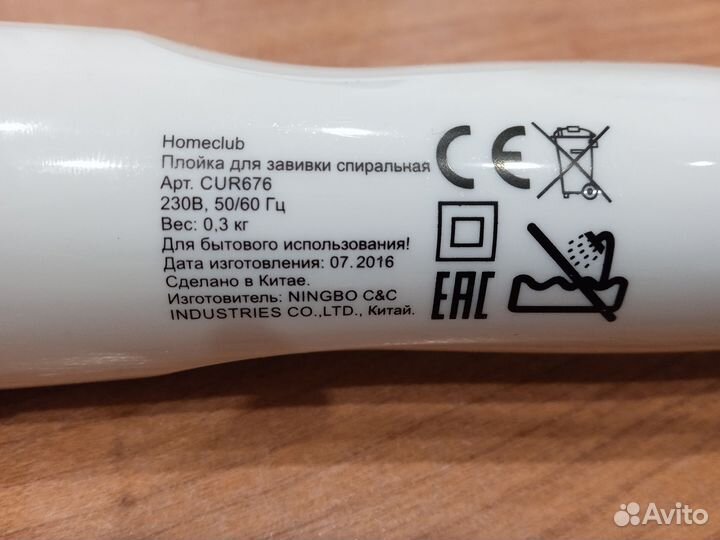 Homeclub
Плойка для завивки спиральная
Арт. CUR676
230В, 50/60 Гц
Вес: 0,3 кг
Для бытового использования!
Дата изготовления: 07.2016
Сделано в Китае.
Изготовитель: NINGBO C&C
INDUSTRIES CO.,LTD., Китай.
CE
EAC
Avito